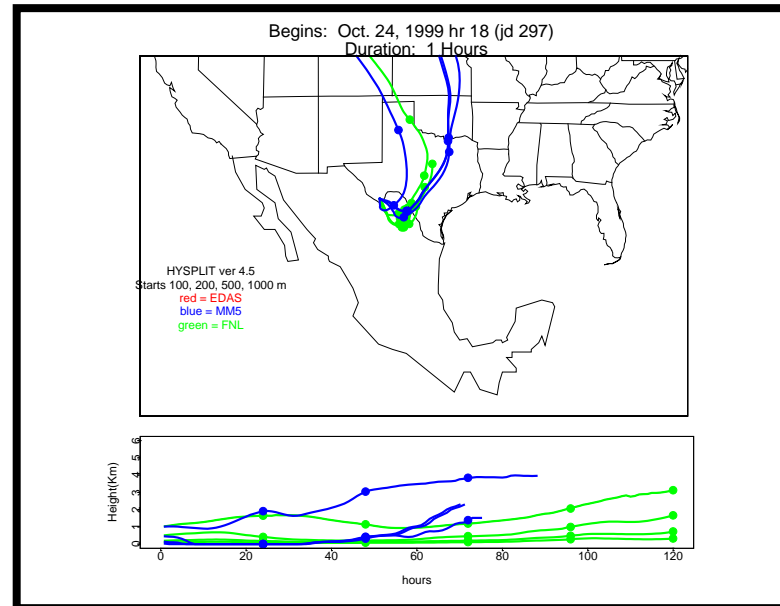 Begins:  Oct. 24, 1999 hr 18 (jd 297)
Duration:  1 Hours
HYSPLIT ver 4.5
Starts 100, 200, 500, 1000 m
red = EDAS
blue = MM5
green = FNL
Height(Km)
6
5
4
3
2
1
0
0 20 40 60 80 100 120
hours